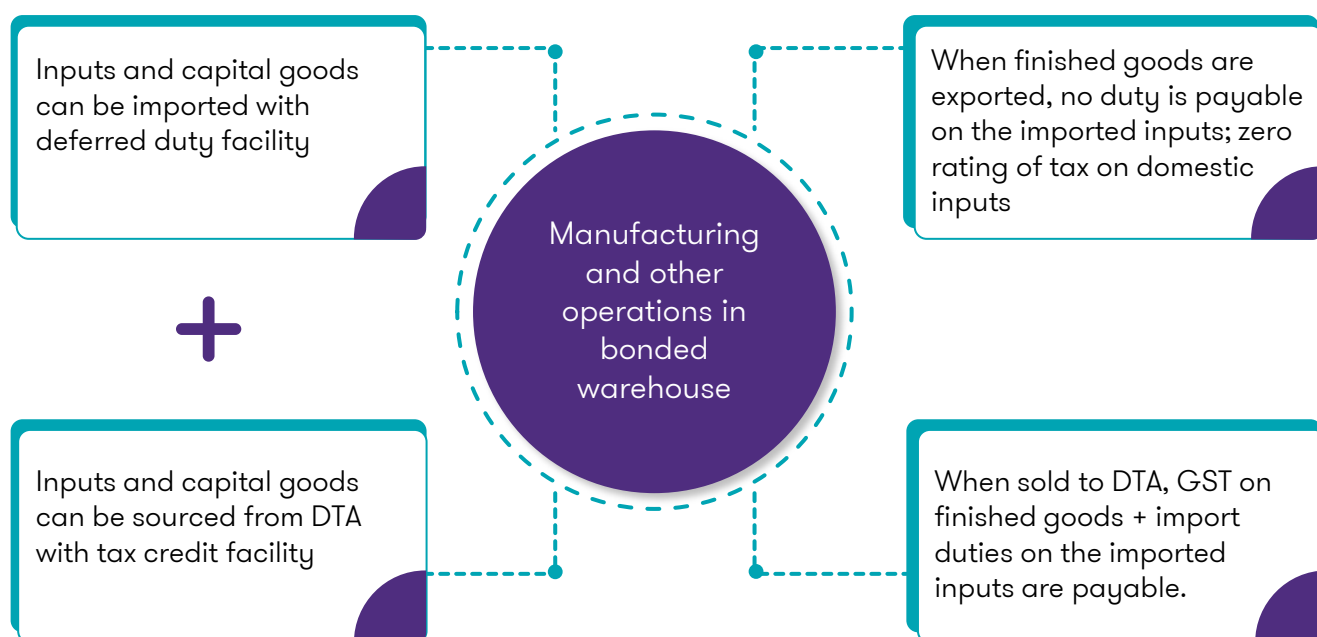 Inputs and capital goods
can be imported with
deferred duty facility
When finished goods are
exported, no duty is payable
on the imported inputs; zero
rating of tax on domestic
inputs
Manufacturing
and other
operations in
bonded
warehouse
Inputs and capital goods
can be sourced from DTA
with tax credit facility
When sold to DTA, GST on
finished goods + import
duties on the imported
inputs are payable.